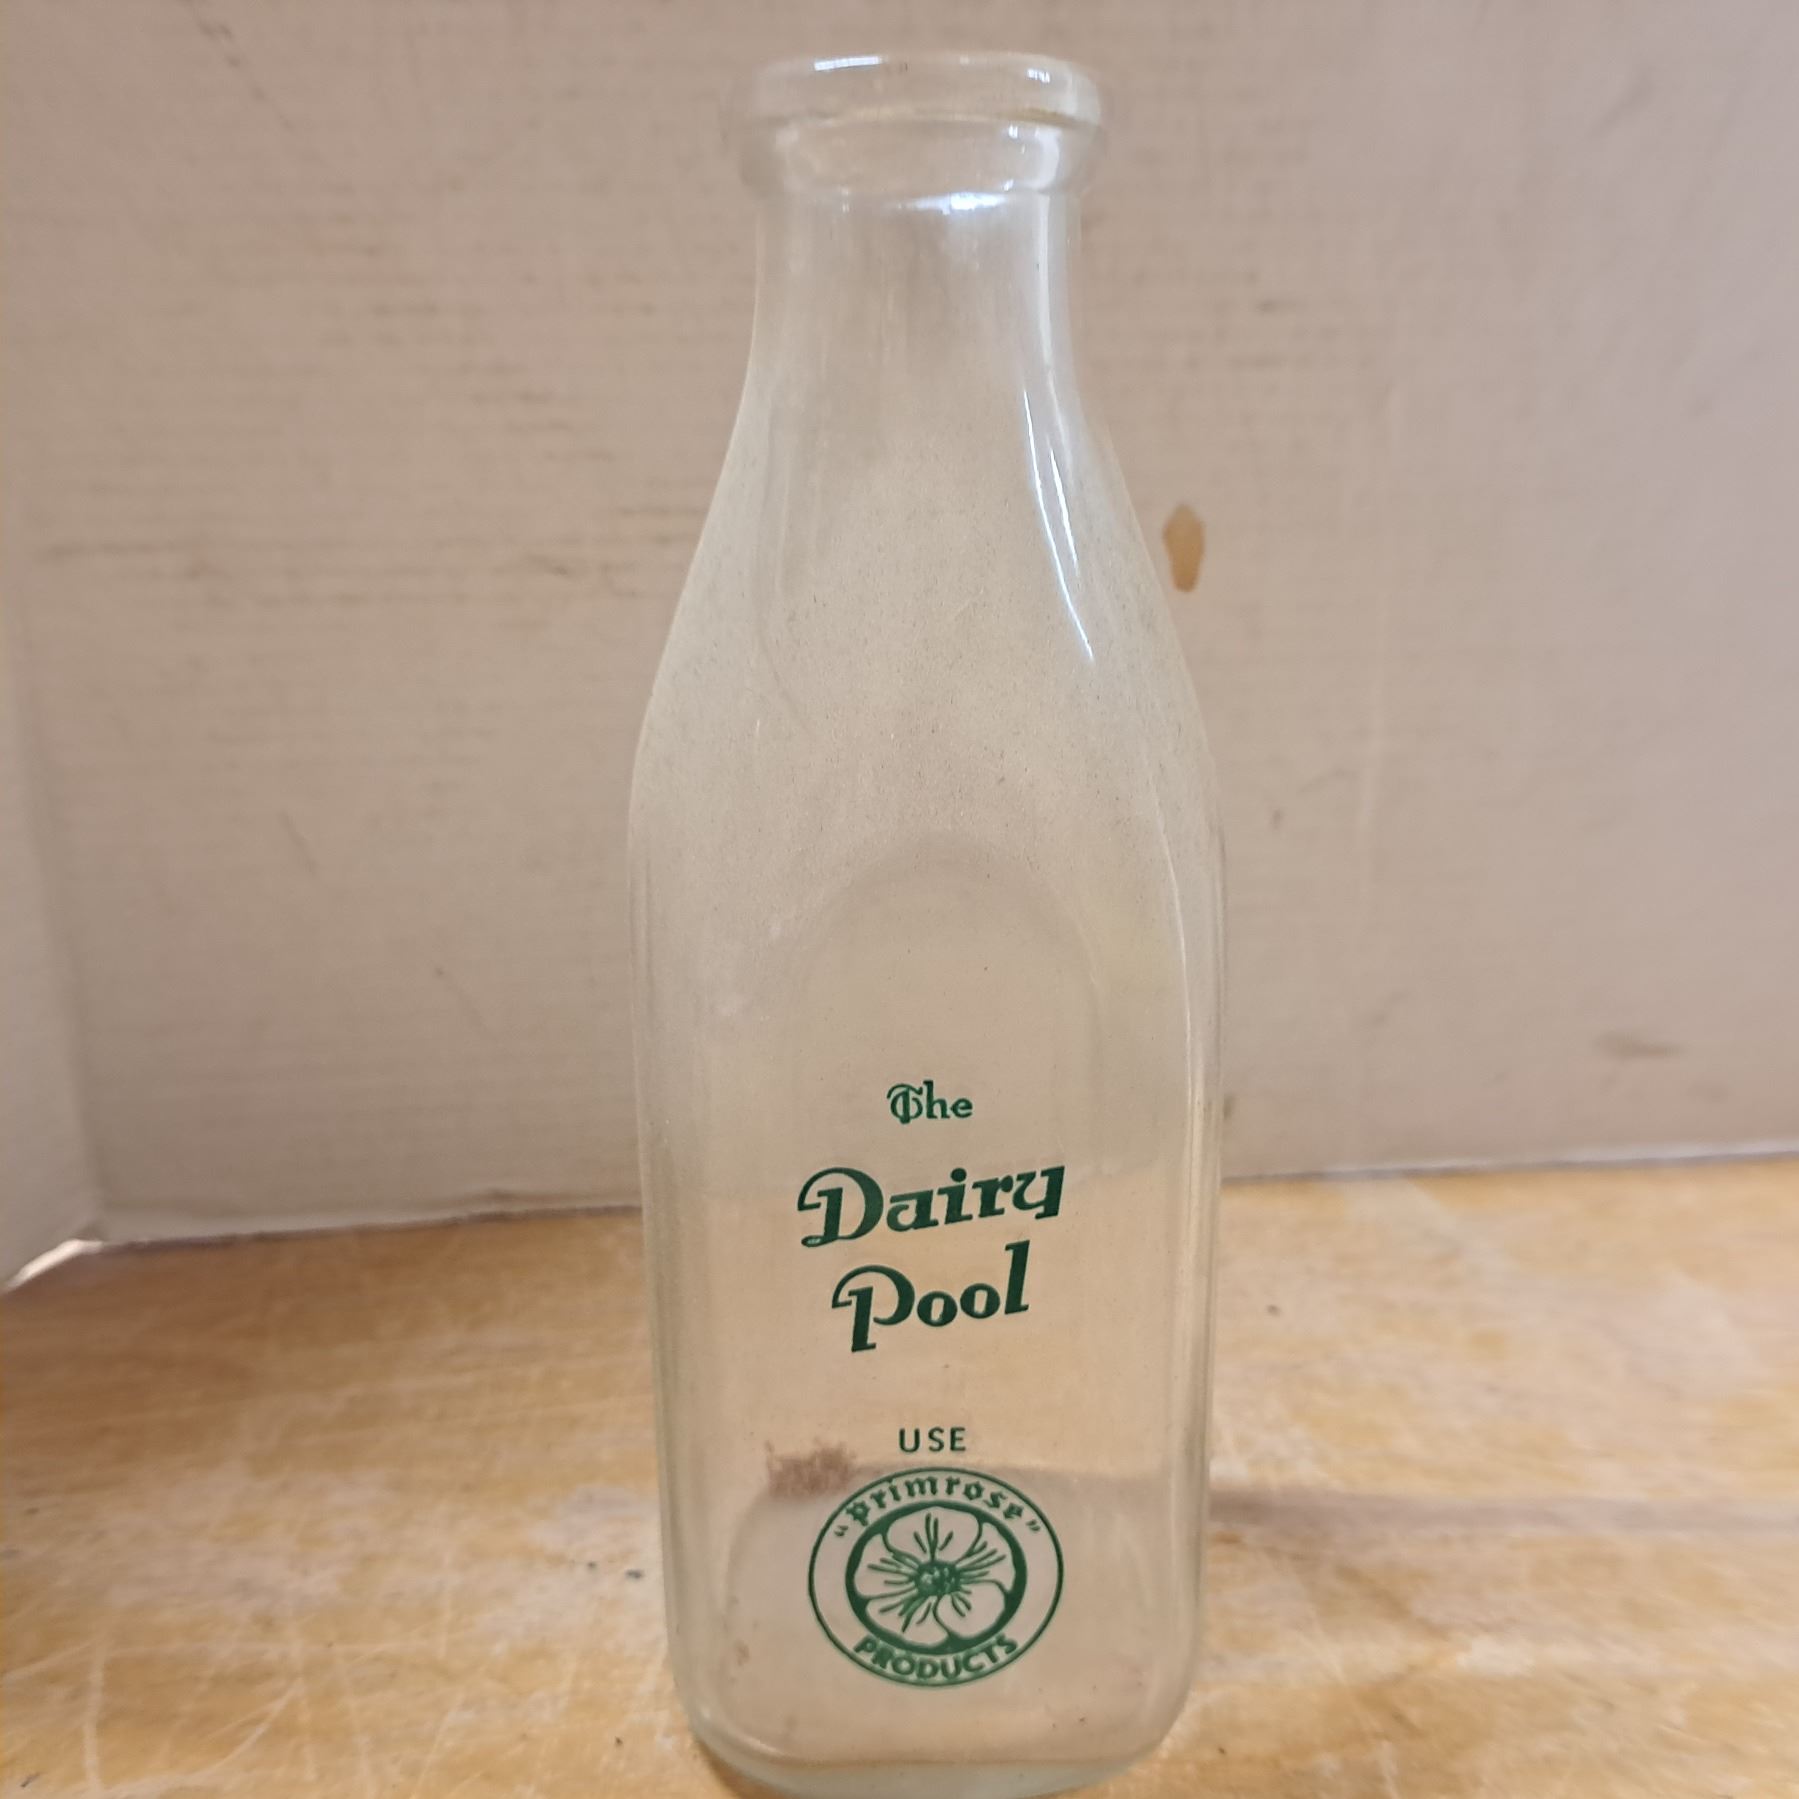 The
Dairy
Pool
USE
"Primrose"
PRODUCTS